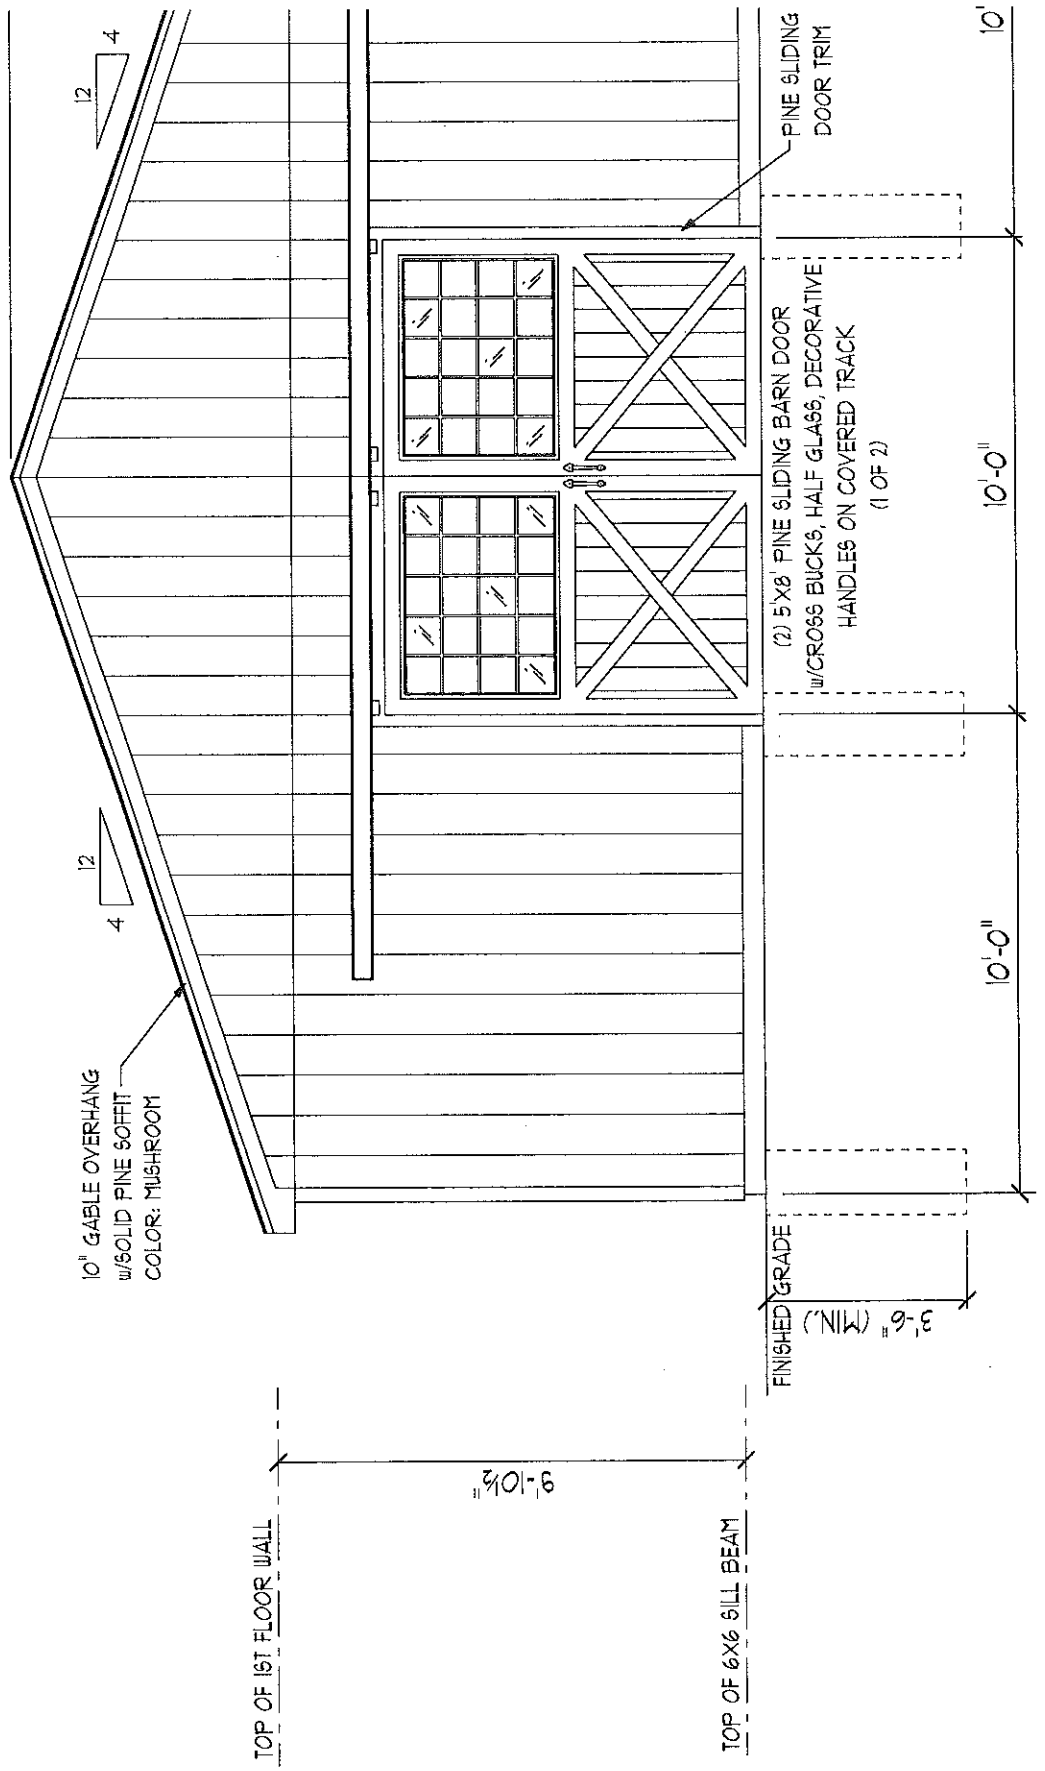 12
4
12
4
10" GABLE OVERHANG
w/SOLID PINE SOFFIT
COLOR: MUSHROOM
PINE SLIDING
DOOR TRIM
TOP OF 1ST FLOOR WALL
9'-10½"
TOP OF 6X6 SILL BEAM
FINISHED GRADE
3'-6" (MIN.)
(2) 5'X8' PINE SLIDING BARN DOOR
w/CROSS BUCKS, HALF GLASS, DECORATIVE
HANDLES ON COVERED TRACK
(1 OF 2)
10'-0"
10'-0"
10'